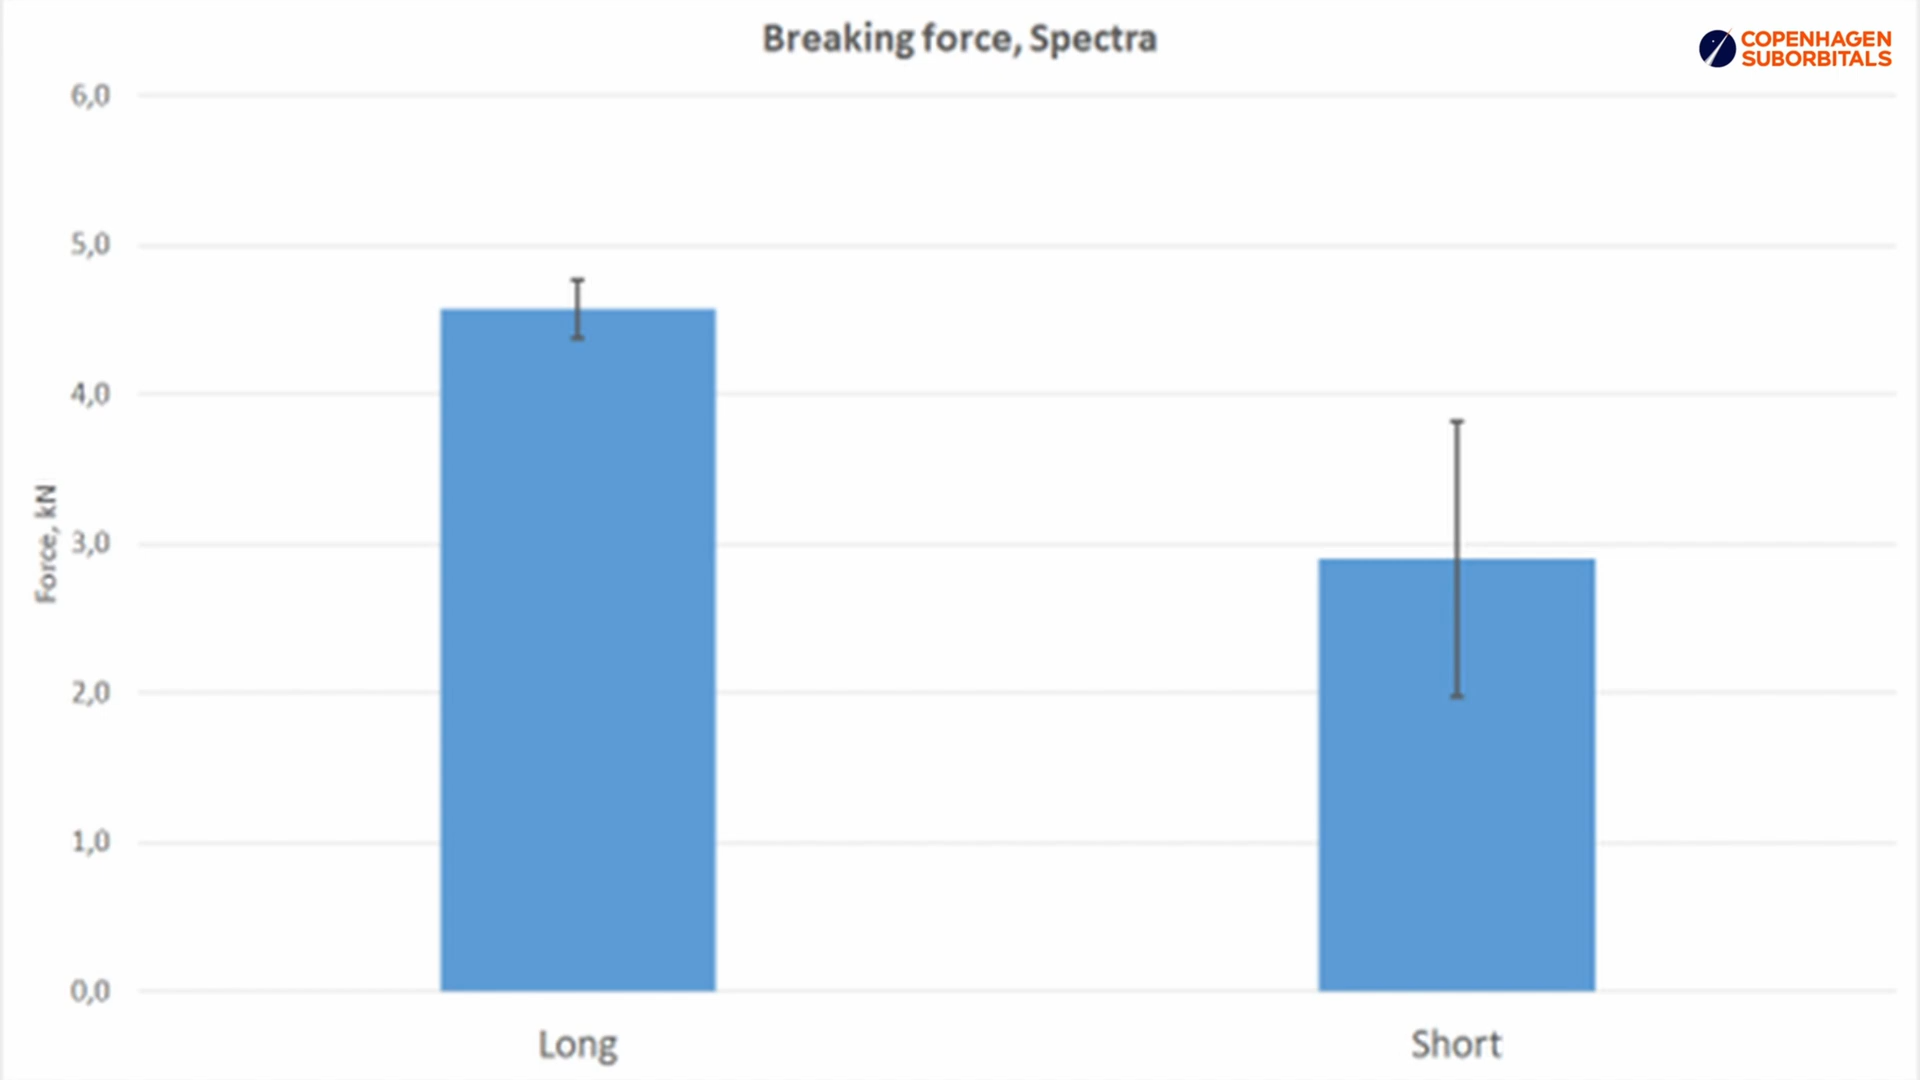 Breaking force, Spectra
COPENHAGEN
SUBORBITALS
6,0
5,0
4,0
3,0
2,0
1,0
0,0
Force, kN
Long
Short